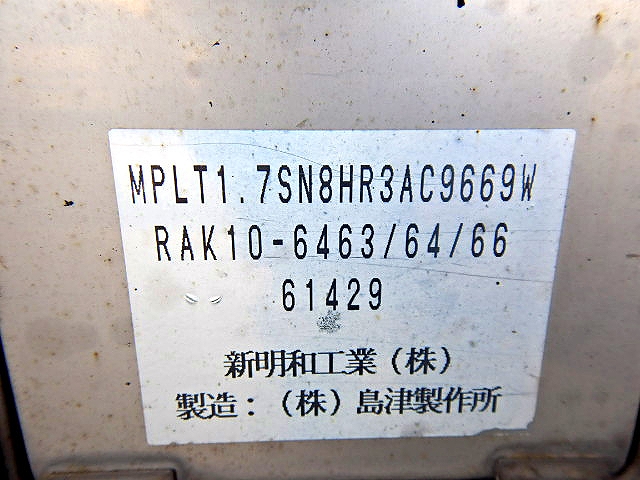 MPLT1.7SN8HR3AC9669W
RAK10-6463/64/66
61429
新明和工業（株）
製造：（株）島津製作所